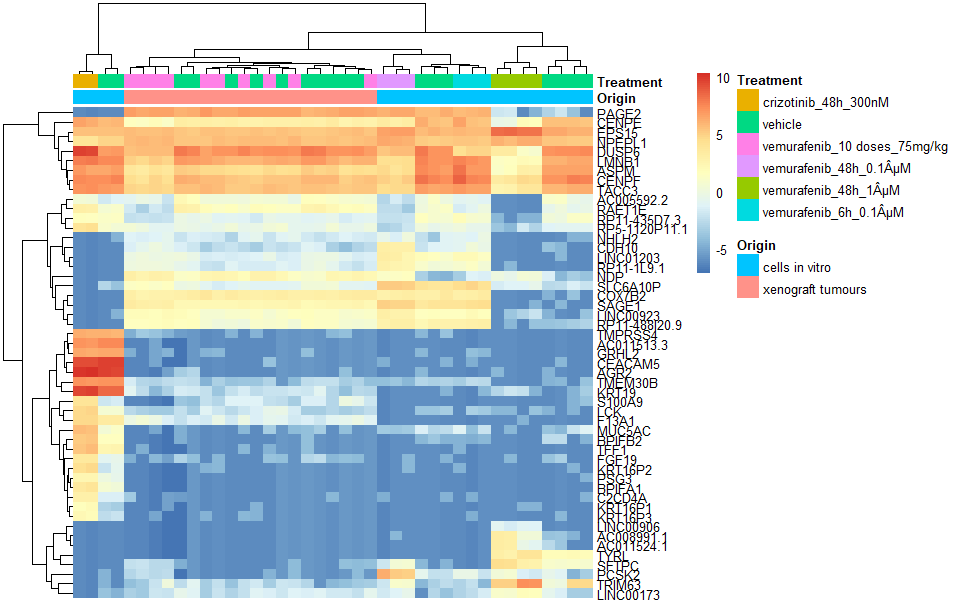 Treatment
Origin
PAGE2
CENPE
EPS15
NPEPL1
DUSP6
LMNB1
ASPM
CENPF
TACC3
AC005592.2
RAET1E
RP11-435D7.3
RP5-1120P11.1
NHLH2
CDH10
LINC01203
RP11-1L9.1
NDP
SLC6A10P
COX7B2
SAGE1
LINC00923
RP11-488I20.9
TMPRSS4
AC011513.3
GRHL2
CEACAM5
AGR2
TMEM30B
KRT19
S100A9
LCK
F13A1
MUC5AC
BPIFB2
TFF1
FGF19
KRT16P2
PSG3
BPIFA1
C2CD4A
KRT16P1
KRT16P3
LINC00906
AC008991.1
AC011524.1
TYRL
SFTPC
PCSK2
TRIM63
LINC00173
10
5
0
-5
Treatment
crizotinib_48h_300nM
vehicle
vemurafenib_10 doses_75mg/kg
vemurafenib_48h_0.1ÂµM
vemurafenib_48h_1ÂµM
vemurafenib_6h_0.1ÂµM
Origin
cells in vitro
xenograft tumours